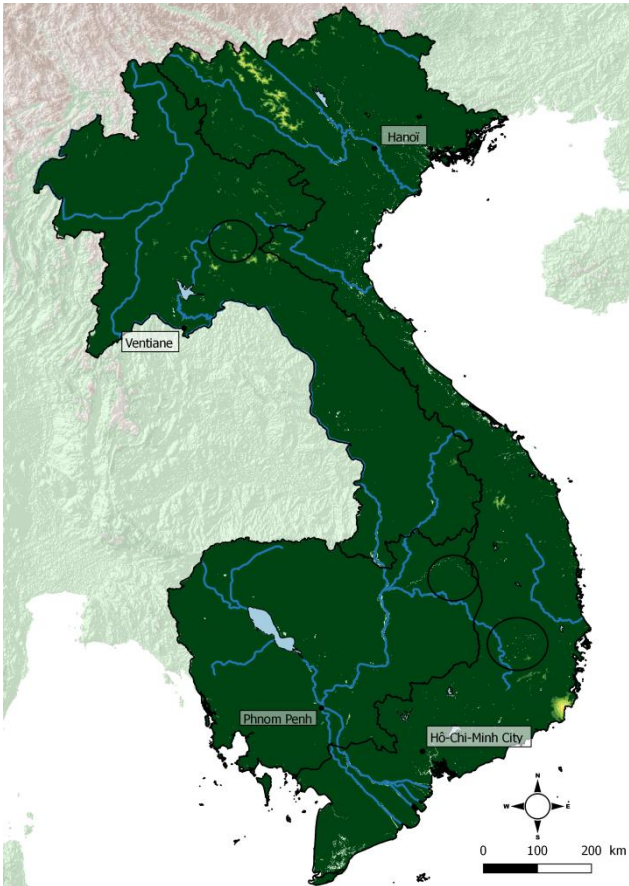 Hanoï
Ventiane
Phnom Penh
Hô-Chi-Minh City
N
W E
S
0 100 200 km